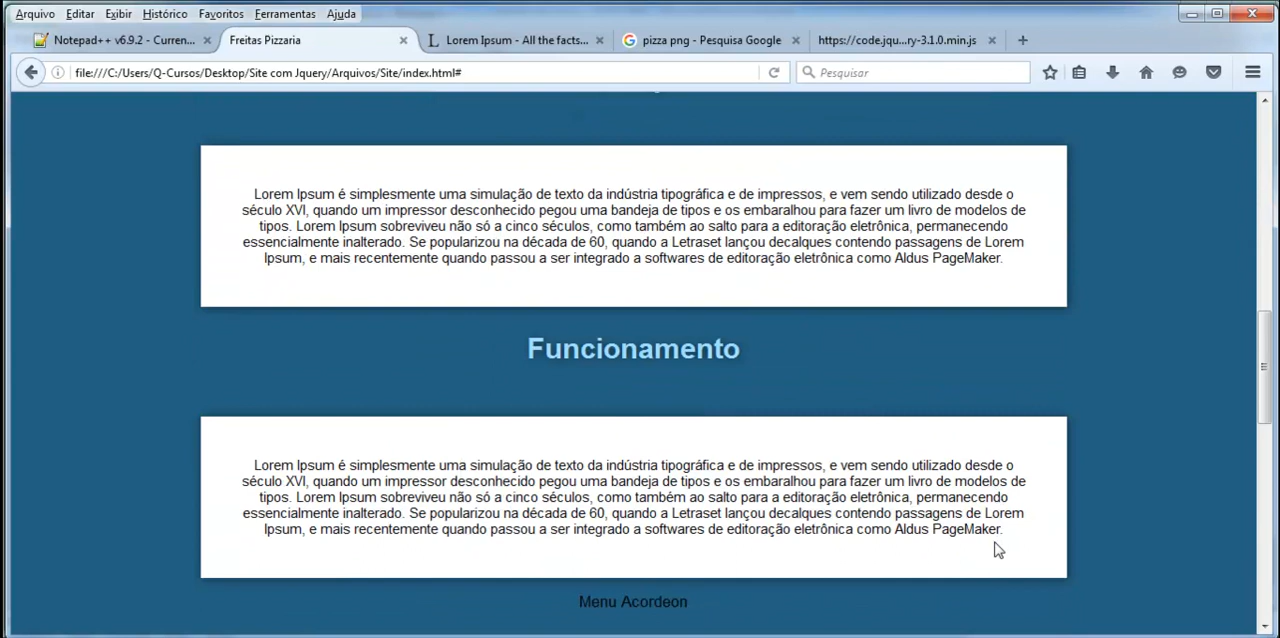 Arquivo Editar Exibir Histórico Favoritos Ferramentas Ajuda
Notepad++ v6.9.2 - Curren... Freitas Pizzaria Lorem Ipsum - All the facts... pizza png - Pesquisa Google https://code.jqu...ry-3.1.0.min.js
file:///C:/Users/Q-Cursos/Desktop/Site com Jquery/Arquivos/Site/index.html# Pesquisar
Lorem Ipsum é simplesmente uma simulação de texto da indústria tipográfica e de impressos, e vem sendo utilizado desde o
século XVI, quando um impressor desconhecido pegou uma bandeja de tipos e os embaralhou para fazer um livro de modelos de
tipos. Lorem Ipsum sobreviveu não só a cinco séculos, como também ao salto para a editoração eletrônica, permanecendo
essencialmente inalterado. Se popularizou na década de 60, quando a Letraset lançou decalques contendo passagens de Lorem
Ipsum, e mais recentemente quando passou a ser integrado a softwares de editoração eletrônica como Aldus PageMaker.
Funcionamento
Lorem Ipsum é simplesmente uma simulação de texto da indústria tipográfica e de impressos, e vem sendo utilizado desde o
século XVI, quando um impressor desconhecido pegou uma bandeja de tipos e os embaralhou para fazer um livro de modelos de
tipos. Lorem Ipsum sobreviveu não só a cinco séculos, como também ao salto para a editoração eletrônica, permanecendo
essencialmente inalterado. Se popularizou na década de 60, quando a Letraset lançou decalques contendo passagens de Lorem
Ipsum, e mais recentemente quando passou a ser integrado a softwares de editoração eletrônica como Aldus PageMaker.
Menu Acordeon